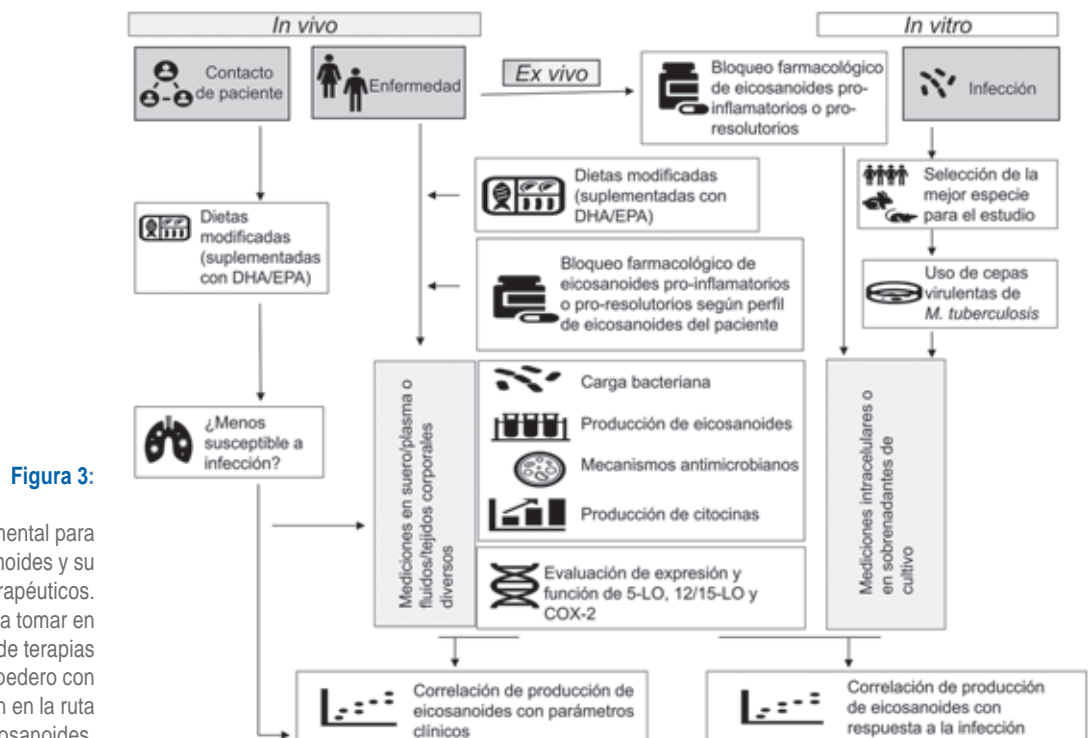 In vivo
In vitro
Contacto
de paciente
Enfermedad
Ex vivo
Bloqueo farmacológico
de eicosanoides pro-
inflamatorios o pro-
resolutorios
Infección
Dietas modificadas
(suplementadas con
DHA/EPA)
Selección de la
mejor especie
para el estudio
Dietas
modificadas
(suplementadas
con DHA/EPA)
Bloqueo farmacológico de
eicosanoides pro-inflamatorios
o pro-resolutorios según perfil
de eicosanoides del paciente
Uso de cepas
virulentas de
M. tuberculosis
¿Menos
susceptible a
infección?
Mediciones en suero/plasma o
fluidos/tejidos corporales
diversos
Carga bacteriana
Producción de eicosanoides
Mecanismos antimicrobianos
Producción de citocinas
Evaluación de expresión y
función de 5-LO, 12/15-LO y
COX-2
Mediciones intracelulares o
en sobrenadantes de
cultivo
Correlación de producción de
eicosanoides con parámetros
clínicos
Correlación de producción
de eicosanoides con
respuesta a la infección
Figura 3:
mental para
noides y su
rapéuticos.
a tomar en
de terapias
pedero con
n en la ruta
cosanoides.